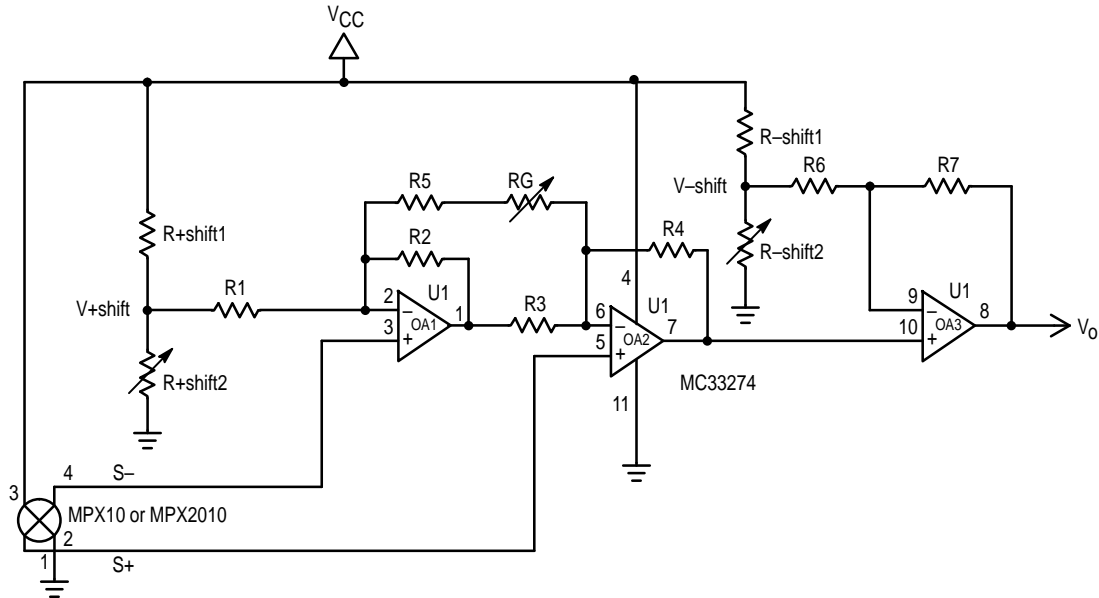 VCC
R–shift1
R6
R7
V–shift
R5
RG
R+shift1
R2
R4
R–shift2
4
V+shift
R1
2
U1
3
OA1
1
R3
6
U1
5
OA2
7
9
U1
10
OA3
8
Vo
R+shift2
MC33274
11
4
S–
3
MPX10 or MPX2010
2
1
S+
–
+
–
+
–
+